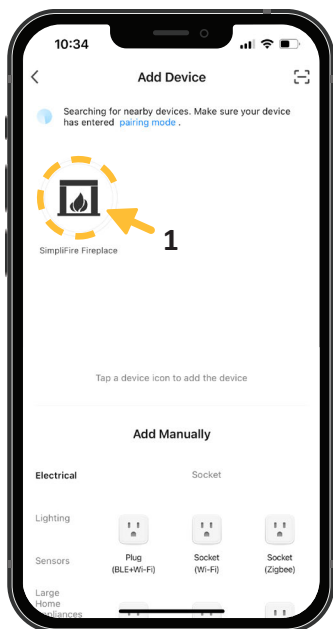 10:34
Add Device
Searching for nearby devices. Make sure your device
has entered pairing mode .
1
SimpliFire Fireplace
Tap a device icon to add the device
Add Manually
Electrical
Socket
Lighting
Plug
(BLE+Wi-Fi)
Socket
(Wi-Fi)
Socket
(Zigbee)
Sensors
Large
Home
Appliances